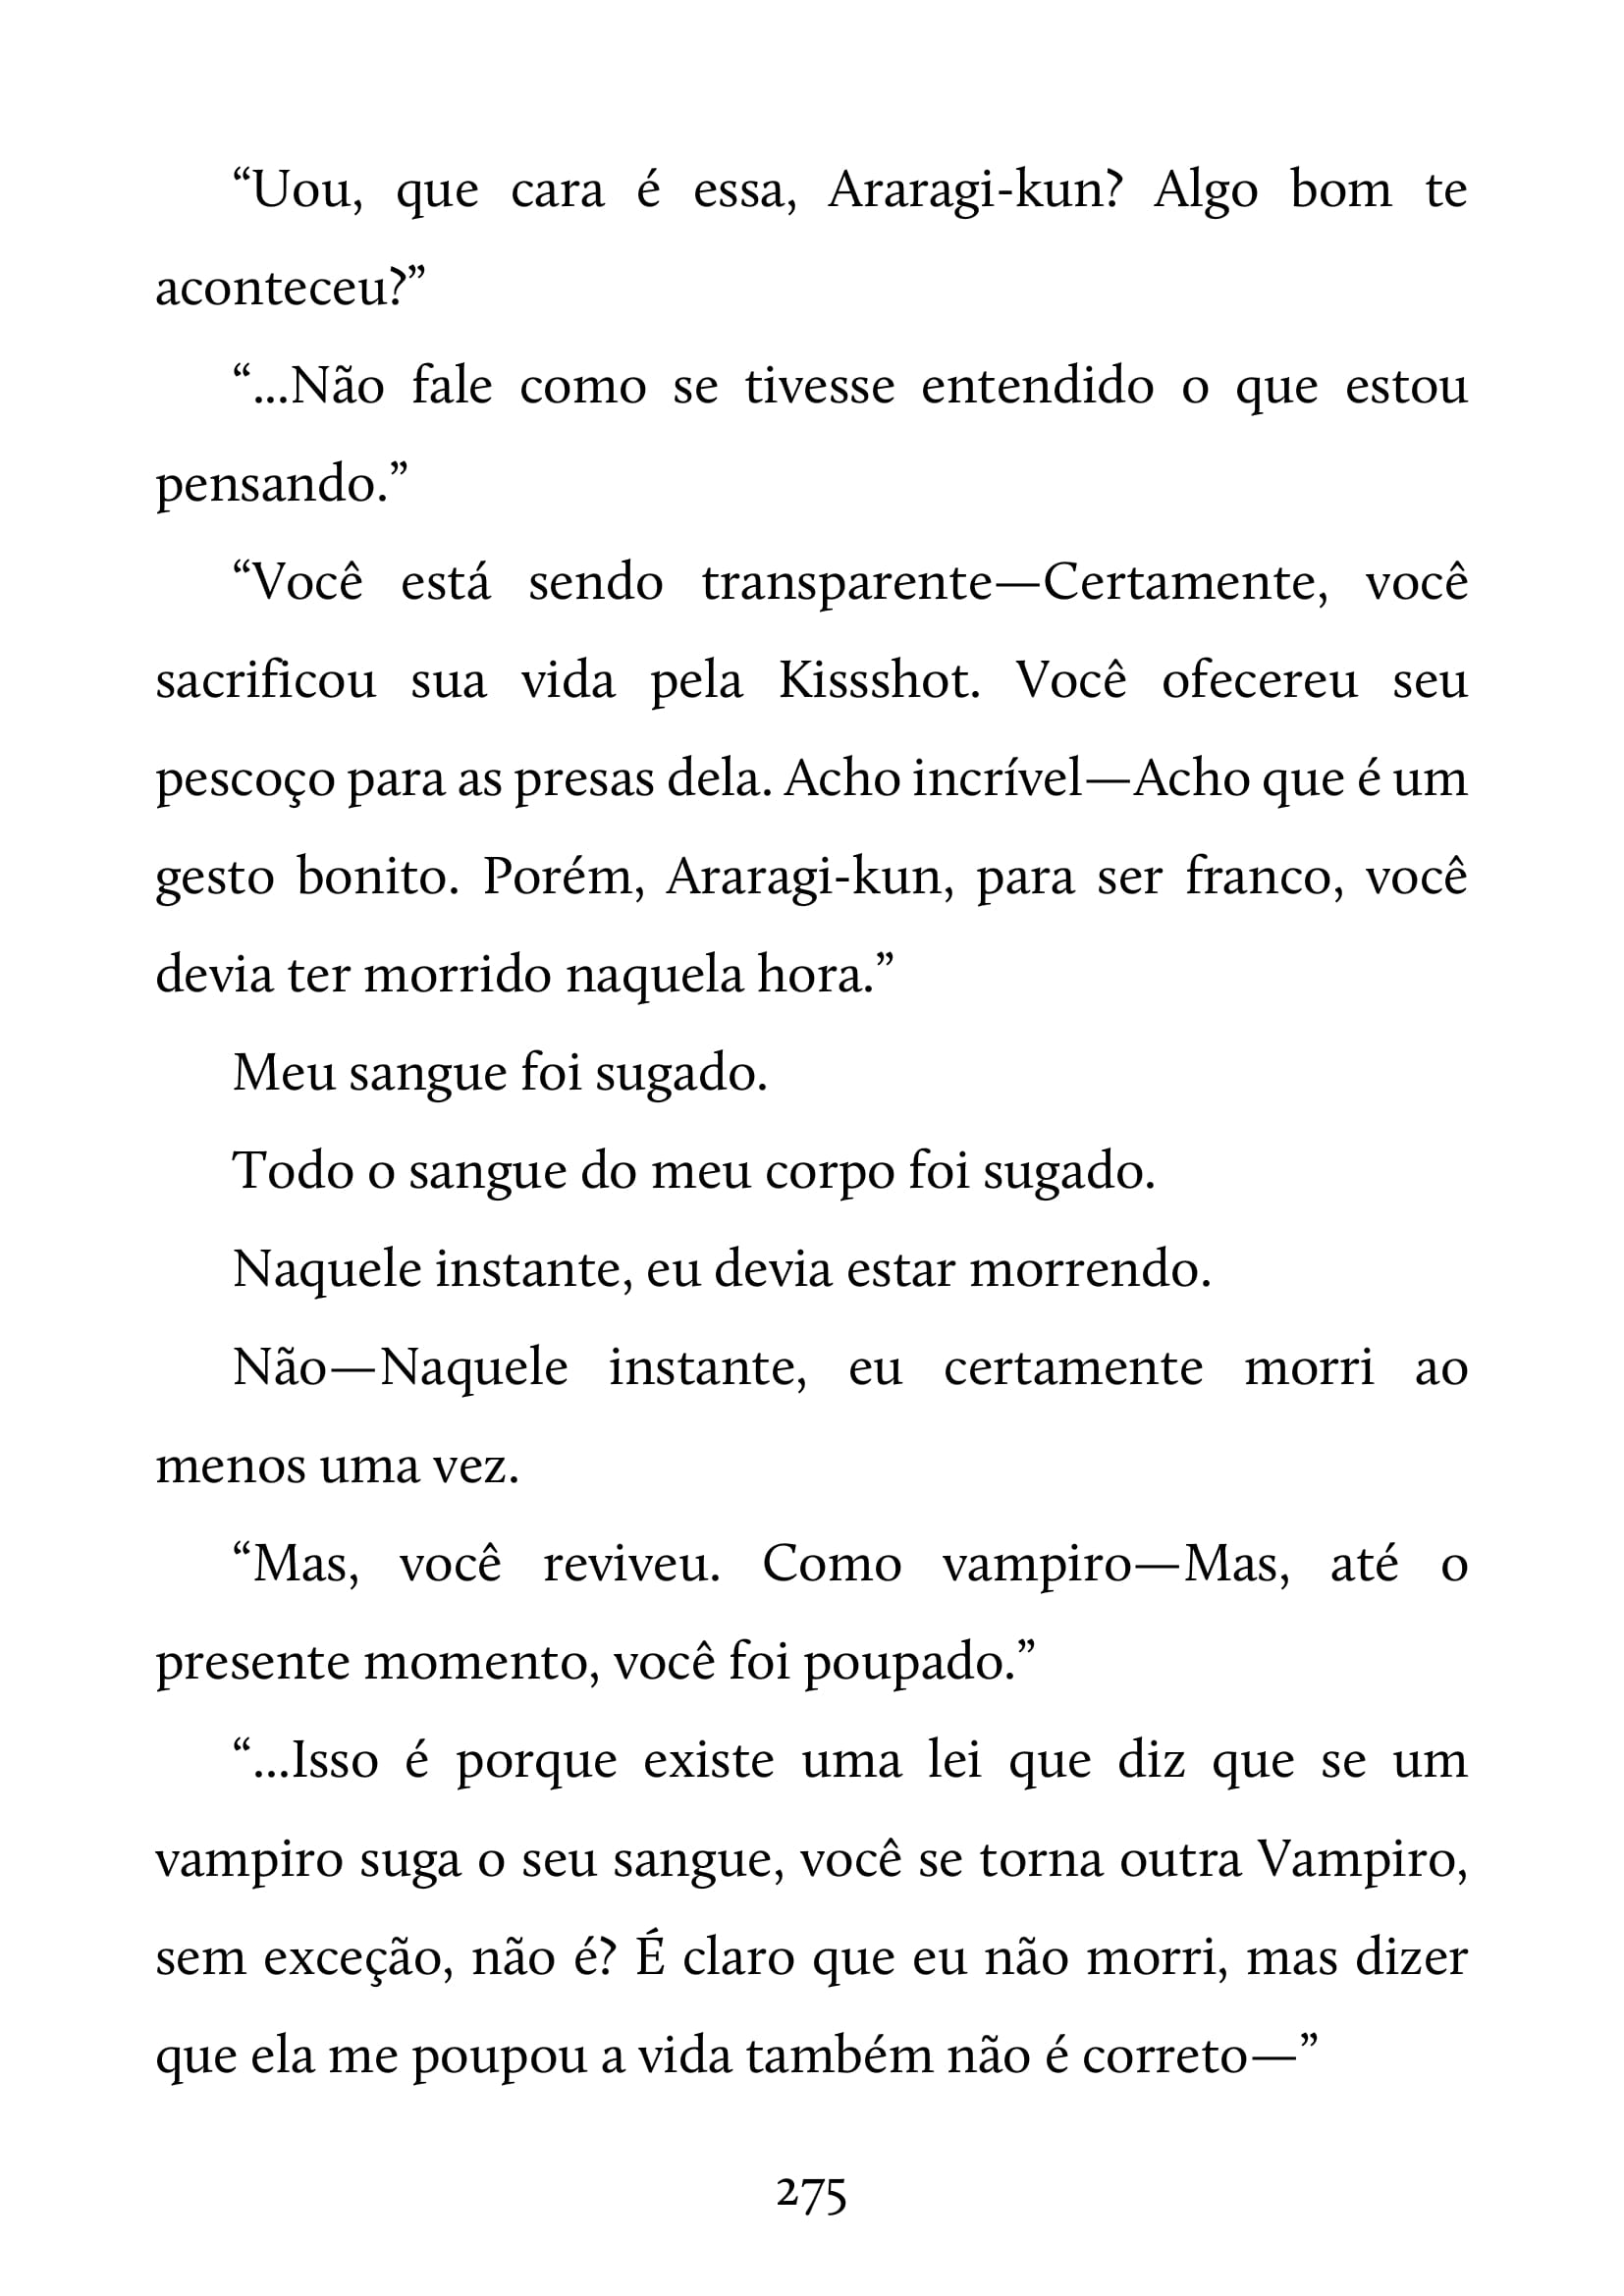 “Uou, que cara é essa, Araragi-kun? Algo bom te
aconteceu?”
“...Não fale como se tivesse entendido o que estou
pensando.”
“Você está sendo transparente—Certamente, você
sacrificou sua vida pela Kissshot. Você ofecereu seu
pescoço para as presas dela. Acho incrível—Acho que é um
gesto bonito. Porém, Araragi-kun, para ser franco, você
devia ter morrido naquela hora.”
Meu sangue foi sugado.
Todo o sangue do meu corpo foi sugado.
Naquele instante, eu devia estar morrendo.
Não—Naquele instante, eu certamente morri ao
menos uma vez.
“Mas, você reviveu. Como vampiro—Mas, até o
presente momento, você foi poupado.”
“...Isso é porque existe uma lei que diz que se um
vampiro suga o seu sangue, você se torna outra Vampiro,
sem exceção, não é? É claro que eu não morri, mas dizer
que ela me poupou a vida também não é correto—”
275